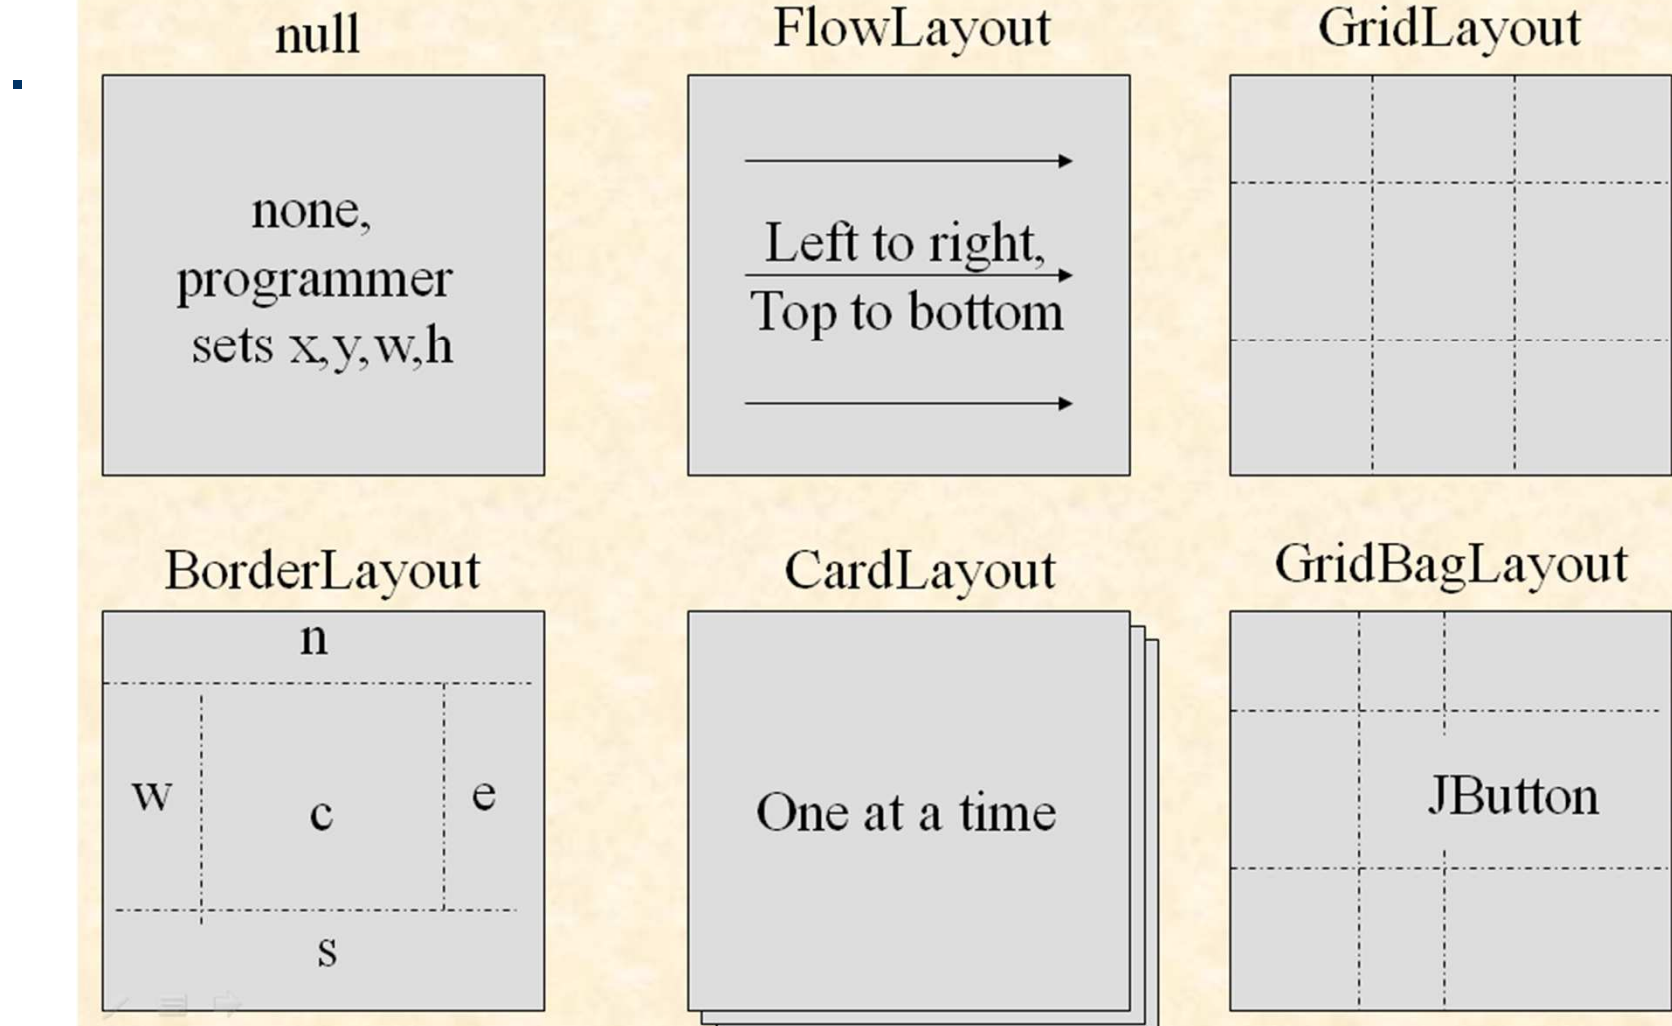 null
FlowLayout
GridLayout
none,
programmer
sets x,y,w,h
Left to right,
Top to bottom
BorderLayout
CardLayout
GridBagLayout
n
w
c
e
s
One at a time
JButton